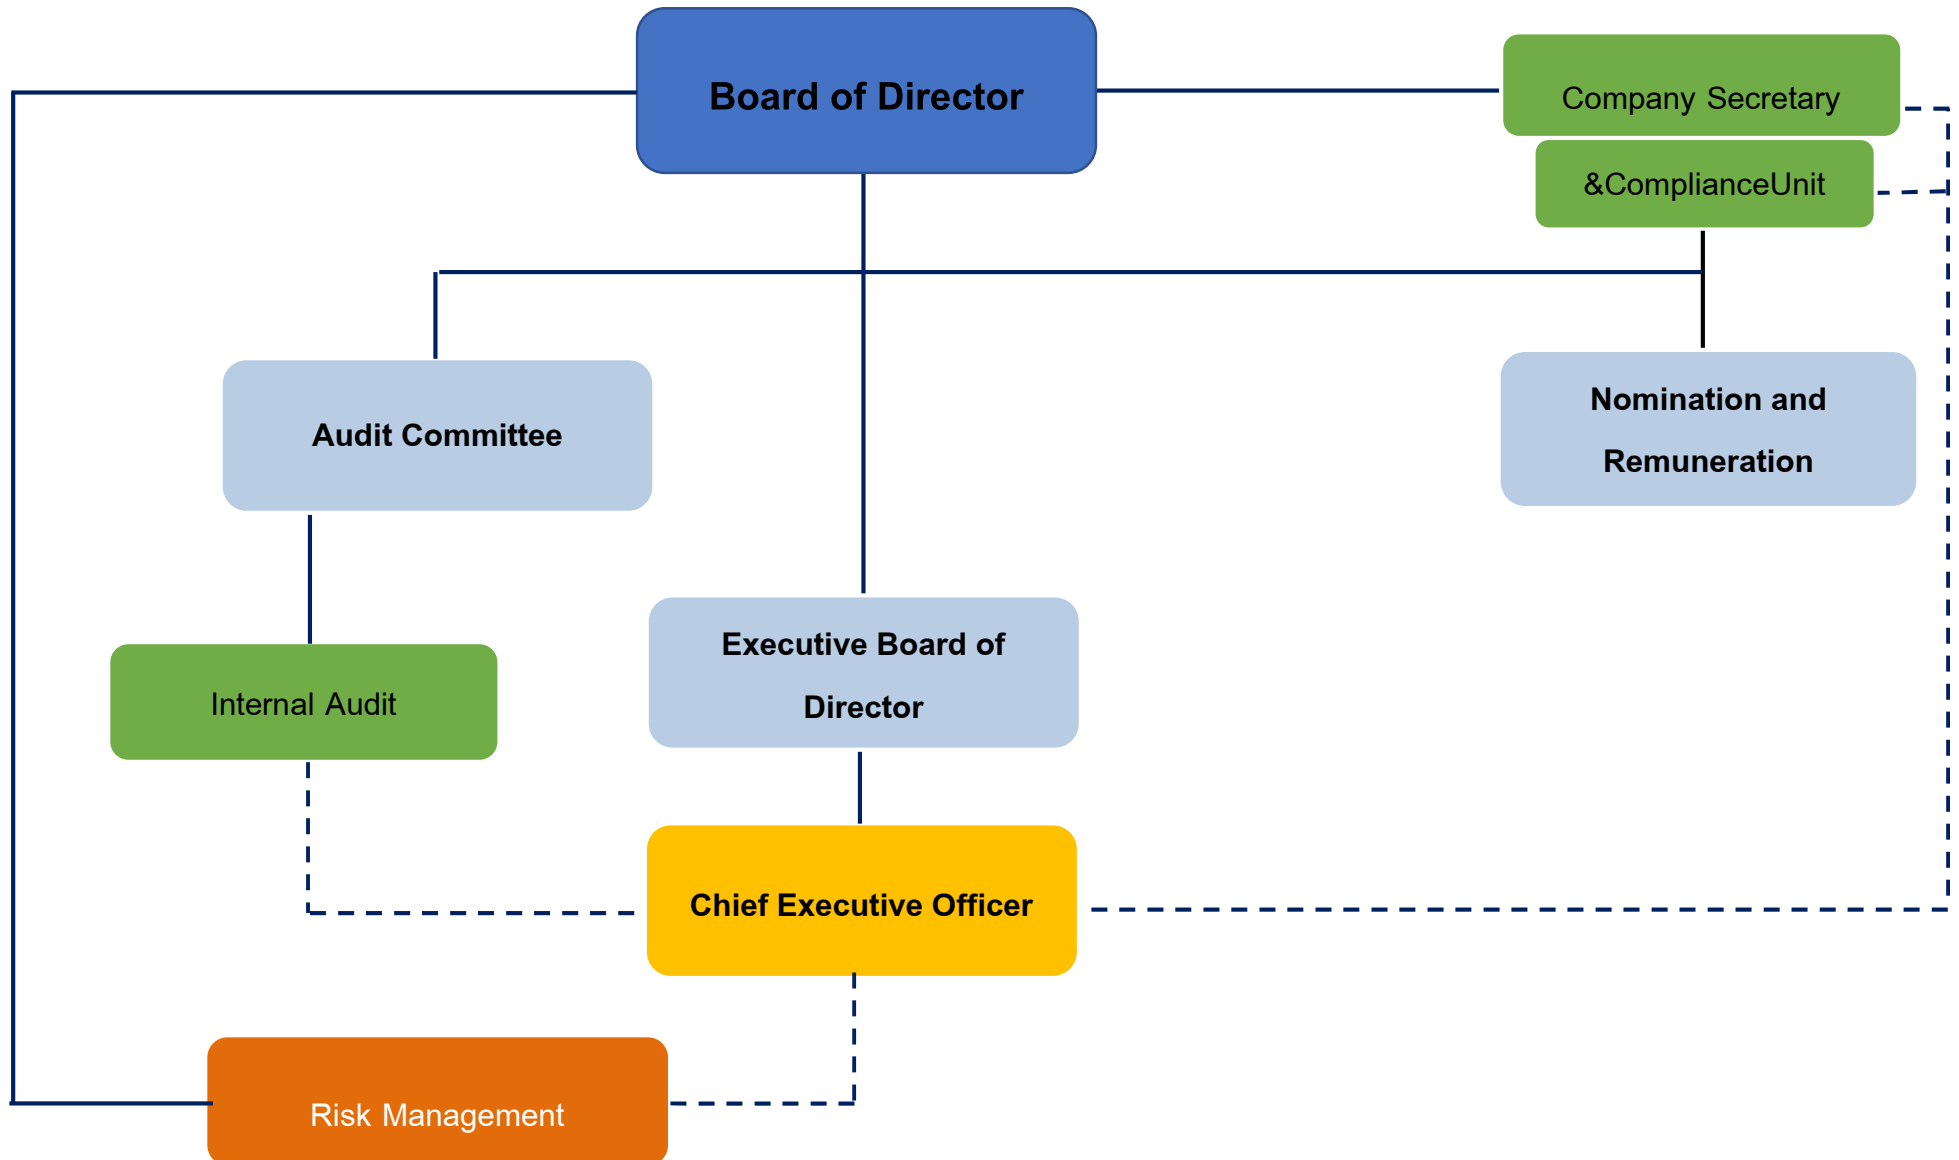 Board of Director
Company Secretary
&ComplianceUnit
Audit Committee
Nomination and
Remuneration
Executive Board of
Director
Internal Audit
Chief Executive Officer
Risk Management